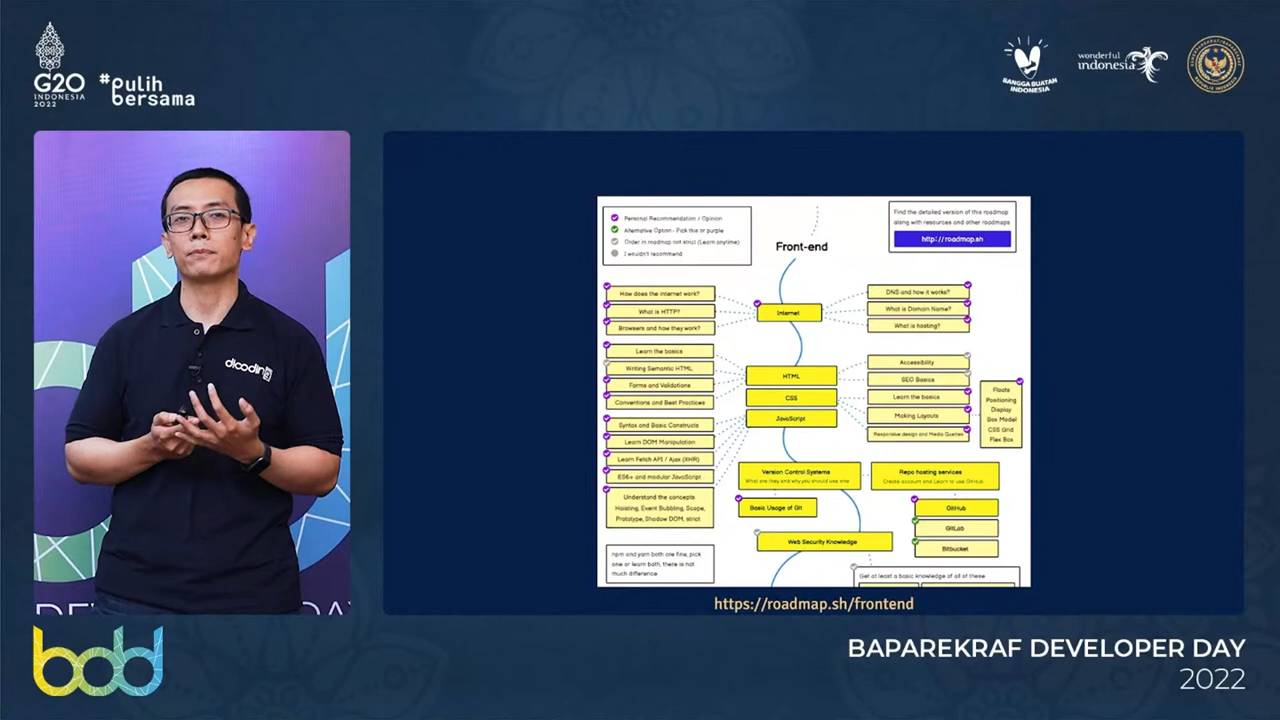 G20
INDONESIA
2022
#pulih
bersama
BANGGA BUATAN
INDONESIA
wonderful
indonesia
dicoding
Personal Recommendation / Opinion
Alternative Option - Pick this or purple
Order in roadmap not strict (Learn anytime)
I wouldn't recommend
Find the detailed version of this roadmap
along with resources and other roadmaps
http://roadmap.sh
Front-end
How does the internet work?
What is HTTP?
Browsers and how they work?
Internet
DNS and how it works?
What is Domain Name?
What is hosting?
Learn the basics
Writing Semantic HTML
Forms and Validations
Conventions and Best Practices
HTML
CSS
JavaScript
Accessibility
SEO Basics
Learn the basics
Making Layouts
Responsive design and Media Queries
Floats
Positioning
Display
Box Model
CSS Grid
Flex Box
Syntax and Basic Constructs
Learn DOM Manipulation
Learn Fetch API / Ajax (XHR)
ES6+ and modular JavaScript
Understand the concepts
Hoisting, Event Bubbling, Scope,
Prototype, Shadow DOM, strict
Version Control Systems
What are they and why you should use one
Basic Usage of Git
Repo hosting services
Create account and Learn to use GitHub
GitHub
GitLab
Bitbucket
Web Security Knowledge
npm and yarn both are fine, pick
one or learn both, there is not
much difference
Get at least a basic knowledge of all of these
https://roadmap.sh/frontend
bdd
BAPAREKRAF DEVELOPER DAY
2022